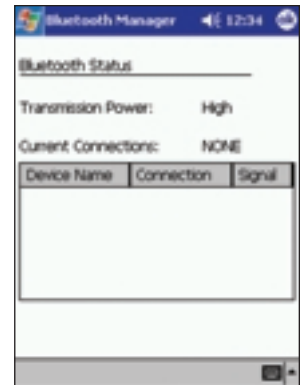 Bluetooth Manager 12:34
Bluetooth Status
Transmission Power: High
Current Connections: NONE
Device Name Connection Signal